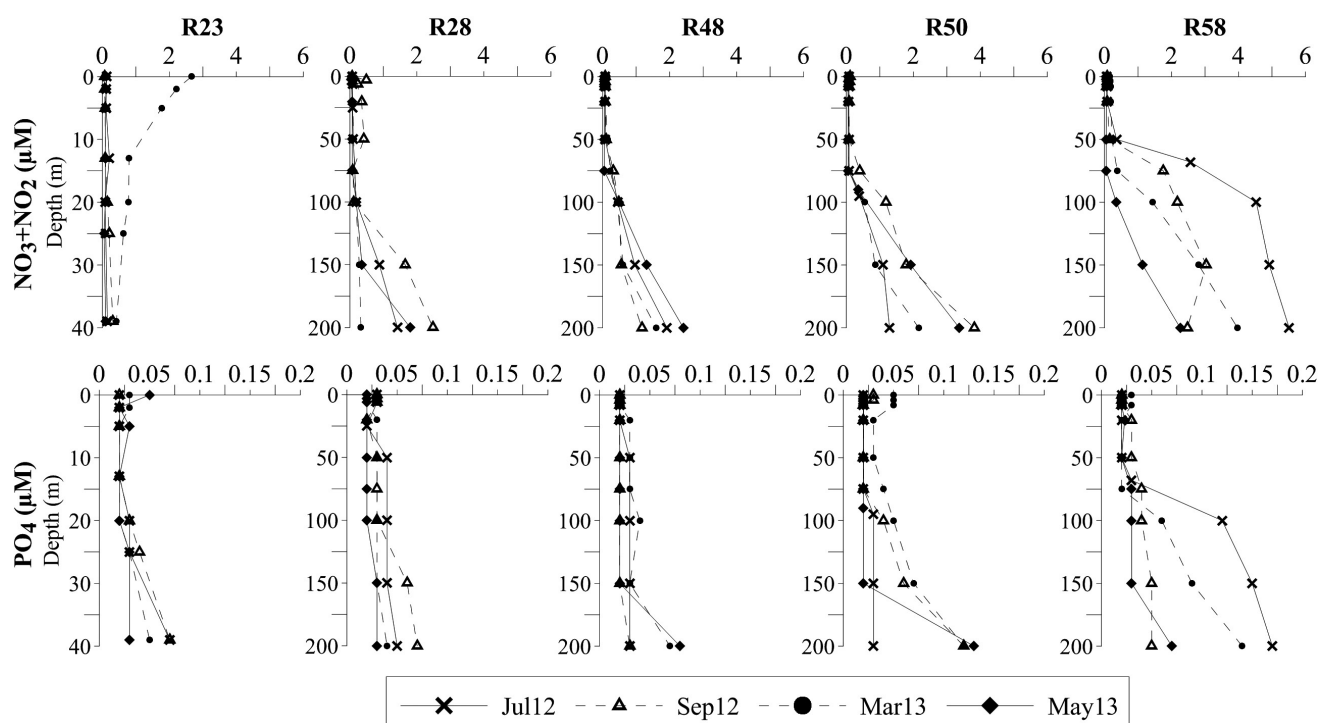 R23 R28 R48 R50 R58
0 2 4 6 0 2 4 6 0 2 4 6 0 2 4 6 0 2 4 6
NO3+NO2 (µM)
Depth (m)
0 0 0 0 0
10 50 50 50 50
20 100 100 100 100
30 150 150 150 150
40 200 200 200 200
0 0.05 0.1 0.15 0.2 0 0.05 0.1 0.15 0.2 0 0.05 0.1 0.15 0.2 0 0.05 0.1 0.15 0.2 0 0.05 0.1 0.15 0.2
PO4 (µM)
Depth (m)
0 0 0 0 0
10 50 50 50 50
20 100 100 100 100
30 150 150 150 150
40 200 200 200 200
Jul12 Sep12 Mar13 May13